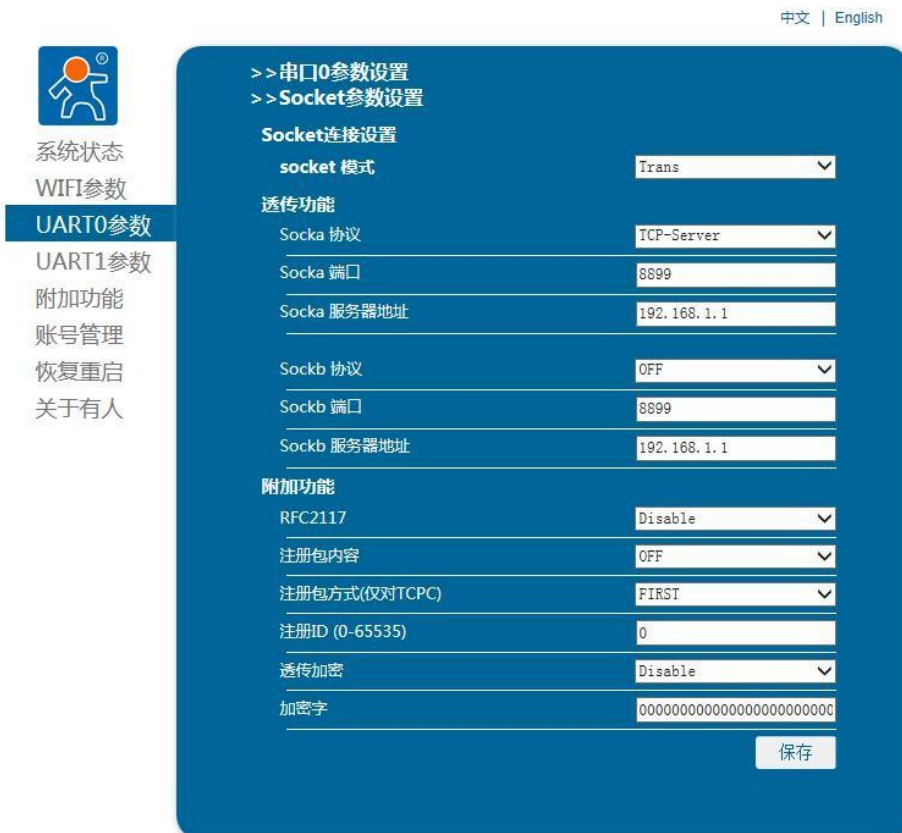 中文 | English
®
系统状态
WIFI参数
UART0参数
UART1参数
附加功能
账号管理
恢复重启
关于有人
>>串口0参数设置
>>Socket参数设置
Socket连接设置
socket 模式 Trans
透传功能
Socka 协议 TCP-Server
Socka 端口 8899
Socka 服务器地址 192.168.1.1
Sockb 协议 OFF
Sockb 端口 8899
Sockb 服务器地址 192.168.1.1
附加功能
RFC2117 Disable
注册包内容 OFF
注册包方式(仅对TCPC) FIRST
注册ID (0-65535) 0
透传加密 Disable
加密字 0000000000000000000000000
保存